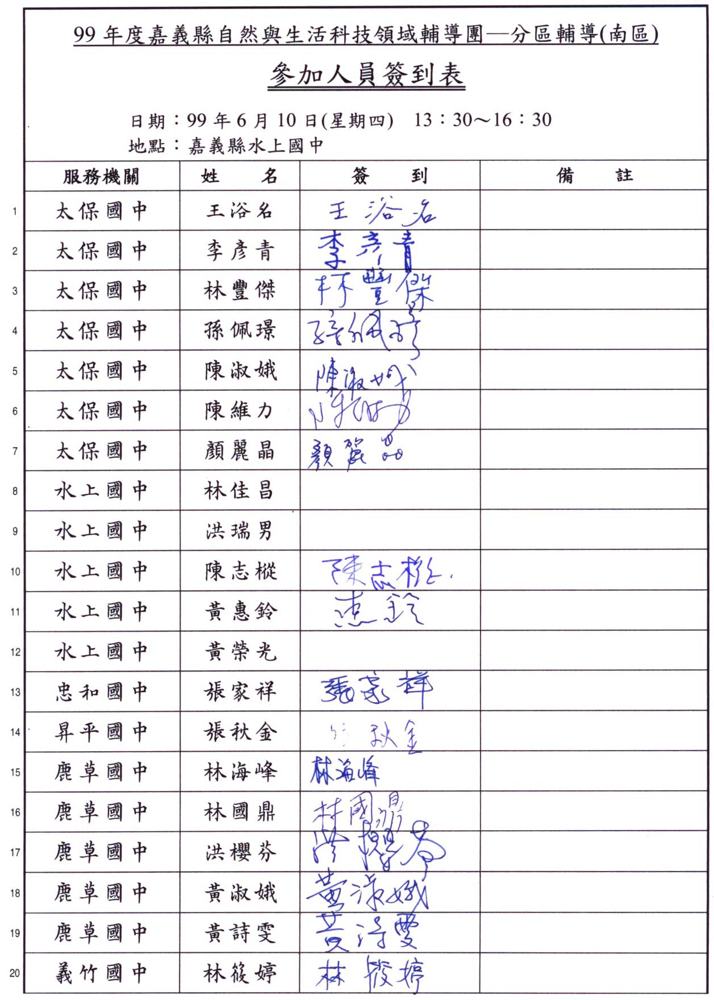 99 年度嘉義縣自然與生活科技領域輔導團—分區輔導(南區)
參加人員簽到表
日期：99 年 6 月 10 日(星期四) 13：30～16：30
地點：嘉義縣水上國中
服務機關 姓 名 簽 到 備 註
1 太保國中 王浴名 王浴名
2 太保國中 李彥青 李彥青
3 太保國中 林豐傑 林豐傑
4 太保國中 孫佩璟 孫佩璟
5 太保國中 陳淑娥 陳淑娥
6 太保國中 陳維力 陳維力
7 太保國中 顏麗晶 顏麗晶
8 水上國中 林佳昌
9 水上國中 洪瑞男
10 水上國中 陳志樅 陳志樅
11 水上國中 黃惠鈴 惠鈴
12 水上國中 黃榮光
13 忠和國中 張家祥 張家祥
14 昇平國中 張秋金 秋金
15 鹿草國中 林海峰 林海峰
16 鹿草國中 林國鼎 林國鼎
17 鹿草國中 洪櫻芬 洪櫻芬
18 鹿草國中 黃淑娥 黃淑娥
19 鹿草國中 黃詩雯 黃詩雯
20 義竹國中 林筱婷 林筱婷